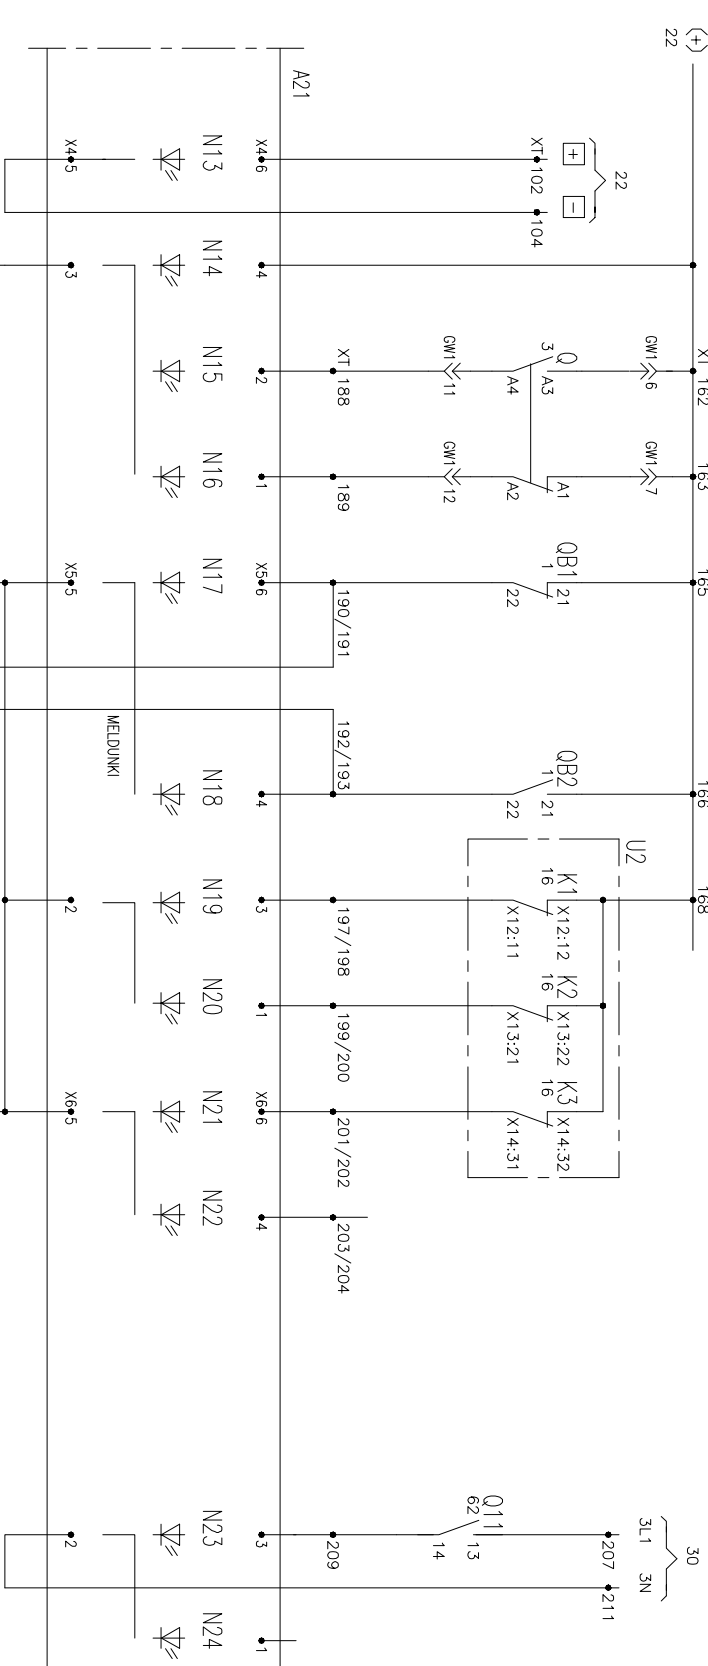 (+)
22
A21
22
+
−
XT 102
104
X4 6
N13
X4 5
4
N14
3
XT 162
GW1 6
Q
3
A3
A4
GW1 11
XT 188
2
N15
163
GW1 7
A1
A2
GW1 12
189
1
N16
165
QB1
1
21
22
190/191
X5 6
N17
X5 5
MELDUNKI
166
QB2
1
21
22
192/193
4
N18
168
U2
K1
16
X12:12
X12:11
197/198
3
N19
2
K2
16
X13:22
X13:21
199/200
1
N20
K3
16
X14:32
X14:31
201/202
X6 6
N21
X6 5
203/204
4
N22
30
3L1
3N
207
211
Q11
62
13
14
209
3
N23
2
1
N24